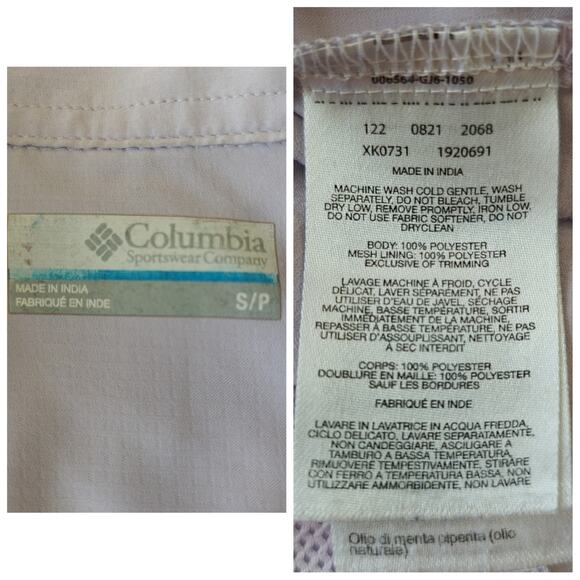 Columbia
Sportswear Company
MADE IN INDIA
FABRIQUÉ EN INDE
S/P
006564-GJ6-1050
122 0821 2068
XK0731 1920691
MADE IN INDIA
MACHINE WASH COLD GENTLE, WASH
SEPARATELY, DO NOT BLEACH, TUMBLE
DRY LOW, REMOVE PROMPTLY, IRON LOW,
DO NOT USE FABRIC SOFTENER, DO NOT
DRYCLEAN
BODY: 100% POLYESTER
MESH LINING: 100% POLYESTER
EXCLUSIVE OF TRIMMING
LAVAGE MACHINE À FROID, CYCLE
DÉLICAT, LAVER SÉPARÉMENT, NE PAS
UTILISER D'EAU DE JAVEL, SÉCHAGE
MACHINE, BASSE TEMPÉRATURE, SORTIR
IMMÉDIATEMENT DE LA MACHINE,
REPASSER À BASSE TEMPÉRATURE, NE PAS
UTILISER D'ASSOUPLISSANT, NETTOYAGE
À SEC INTERDIT
CORPS: 100% POLYESTER
DOUBLURE EN MAILLE: 100% POLYESTER
SAUF LES BORDURES
FABRIQUÉ EN INDE
LAVARE IN LAVATRICE IN ACQUA FREDDA,
CICLO DELICATO, LAVARE SEPARATAMENTE,
NON CANDEGGIARE, ASCIUGARE A
TAMBURO A BASSA TEMPERATURA,
RIMUOVERE TEMPESTIVAMENTE, STIRARE
CON FERRO A TEMPERATURA BASSA, NON
UTILIZZARE AMMORBIDENTE, NON LAVARE
Olio di menta piperita (olio
naturale)